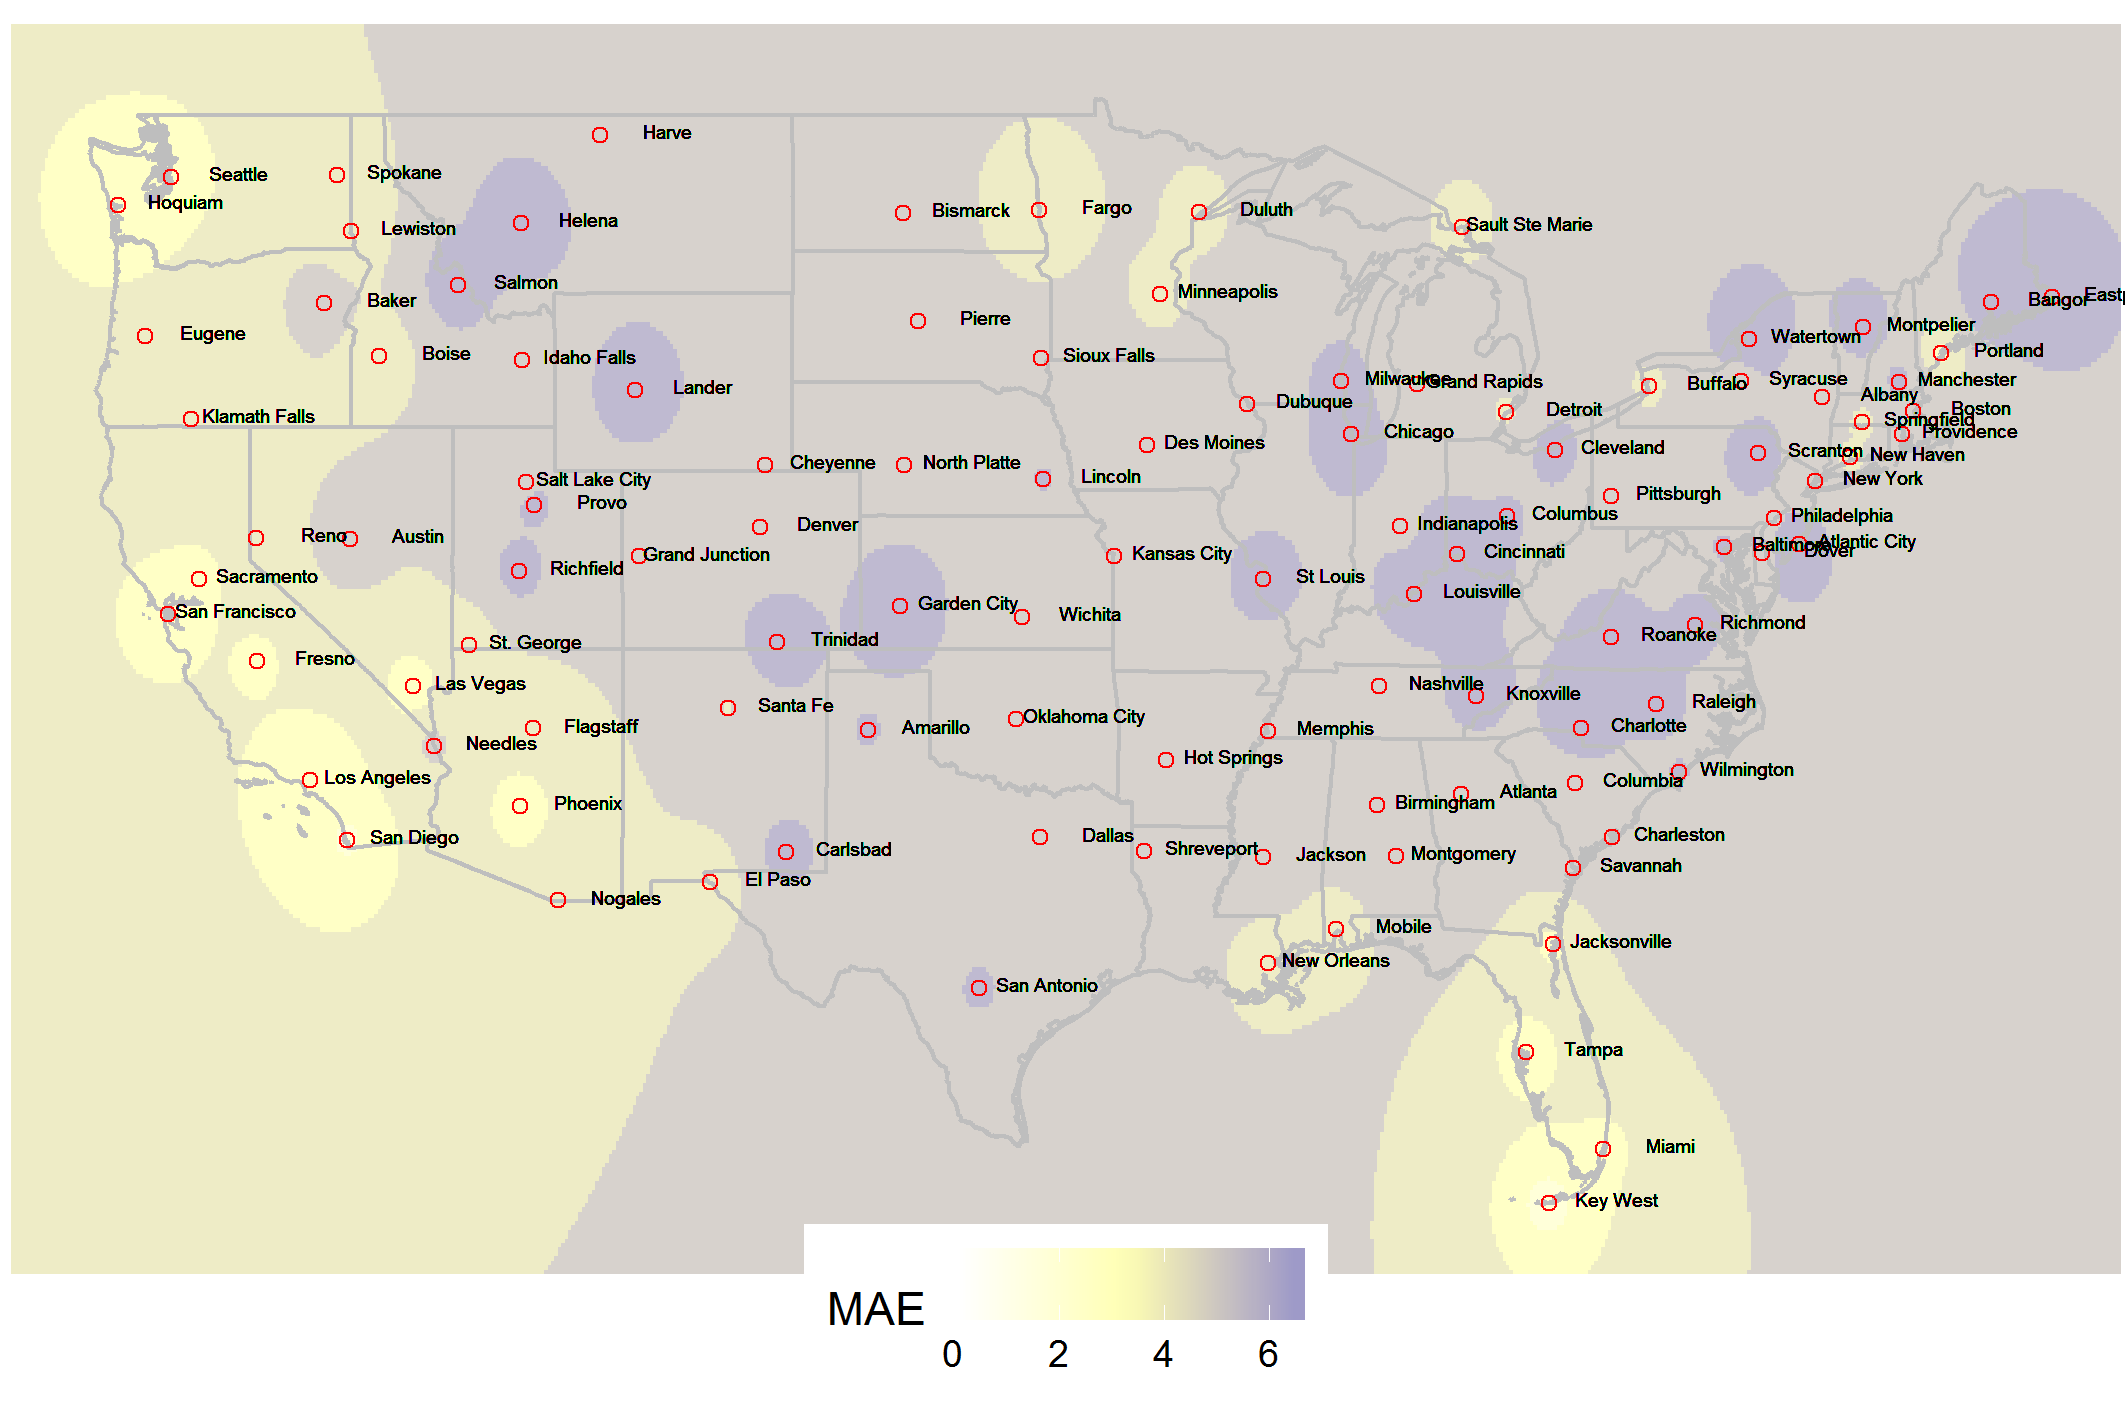 Harve
Seattle
Spokane
Hoquiam
Lewiston
Helena
Bismarck
Fargo
Duluth
Sault Ste Marie
Salmon
Baker
Minneapolis
Bangor
Eastp
Eugene
Boise
Idaho Falls
Pierre
Sioux Falls
Watertown
Montpelier
Portland
Lander
Milwaukee
Grand Rapids
Buffalo
Syracuse
Manchester
Klamath Falls
Dubuque
Detroit
Albany
Boston
Springfield
Chicago
Providence
Des Moines
Cleveland
Scranton
New Haven
Cheyenne
North Platte
Salt Lake City
Lincoln
New York
Provo
Pittsburgh
Columbus
Philadelphia
Reno
Austin
Denver
Indianapolis
Grand Junction
Kansas City
Cincinnati
Baltimore
Atlantic City
Dover
Sacramento
Richfield
St Louis
Louisville
San Francisco
Garden City
Wichita
Richmond
Fresno
St. George
Trinidad
Roanoke
Las Vegas
Nashville
Knoxville
Santa Fe
Raleigh
Flagstaff
Amarillo
Oklahoma City
Memphis
Charlotte
Needles
Hot Springs
Wilmington
Los Angeles
Columbia
Phoenix
Birmingham
Atlanta
San Diego
Carlsbad
Dallas
Shreveport
Jackson
Montgomery
Charleston
El Paso
Savannah
Nogales
Mobile
Jacksonville
New Orleans
San Antonio
Tampa
Miami
Key West
MAE
0 2 4 6